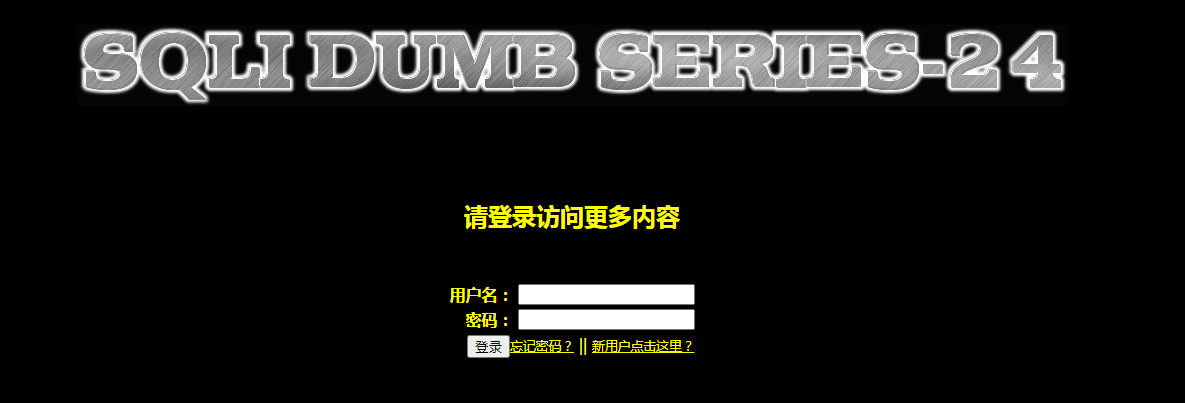 SQLI DUMB SERIES-24
请登录访问更多内容
用户名：
密码：
登录 忘记密码？ || 新用户点击这里？